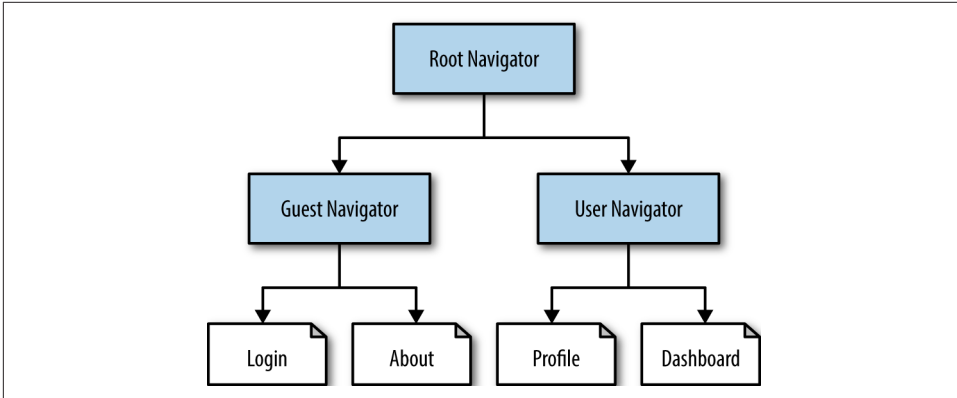 Root Navigator
Guest Navigator
User Navigator
Login
About
Profile
Dashboard